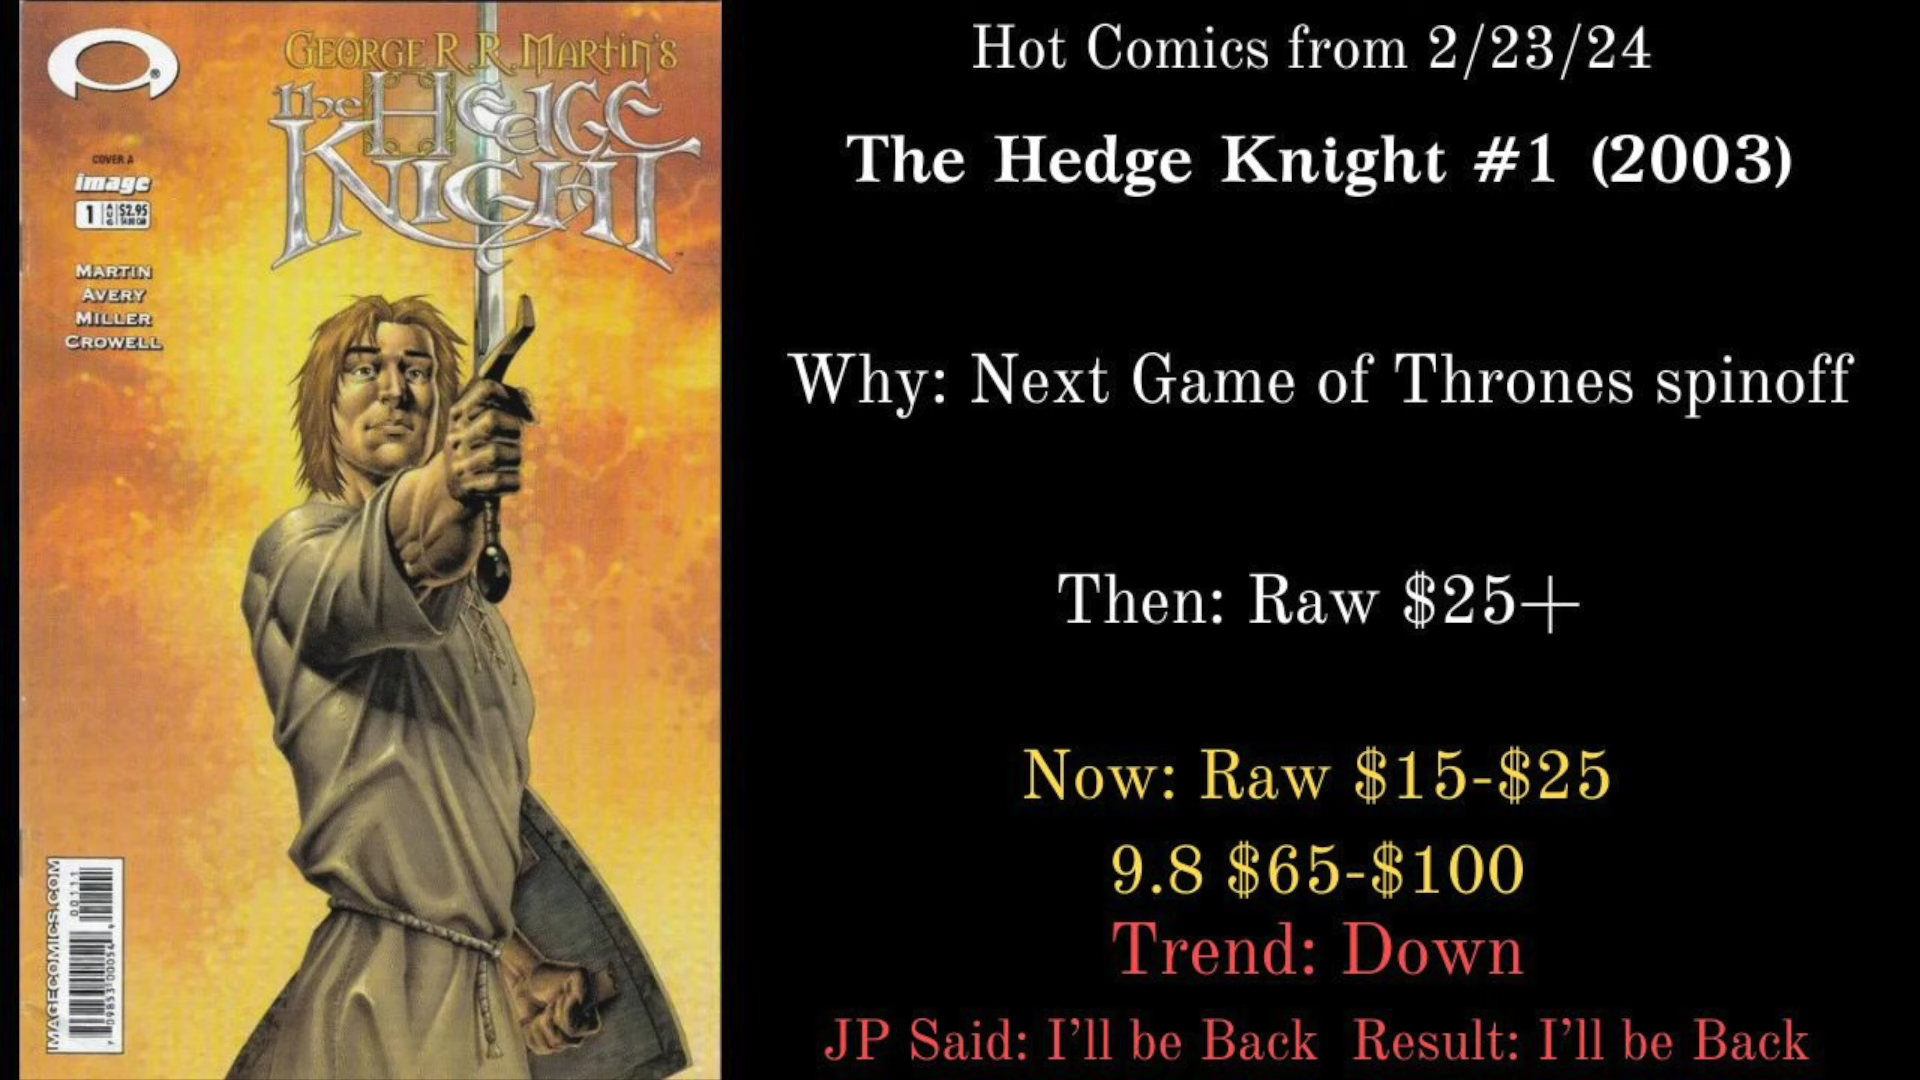 GEORGE R.R. MARTIN'S
THE HEDGE
KNIGHT
COVER A
image
1 AUG $2.95
MARTIN
AVERY
MILLER
CROWELL
IMAGECOMICS.COM
00111
Hot Comics from 2/23/24
The Hedge Knight #1 (2003)
Why: Next Game of Thrones spinoff
Then: Raw $25+
Now: Raw $15-$25
9.8 $65-$100
Trend: Down
JP Said: I'll be Back Result: I'll be Back